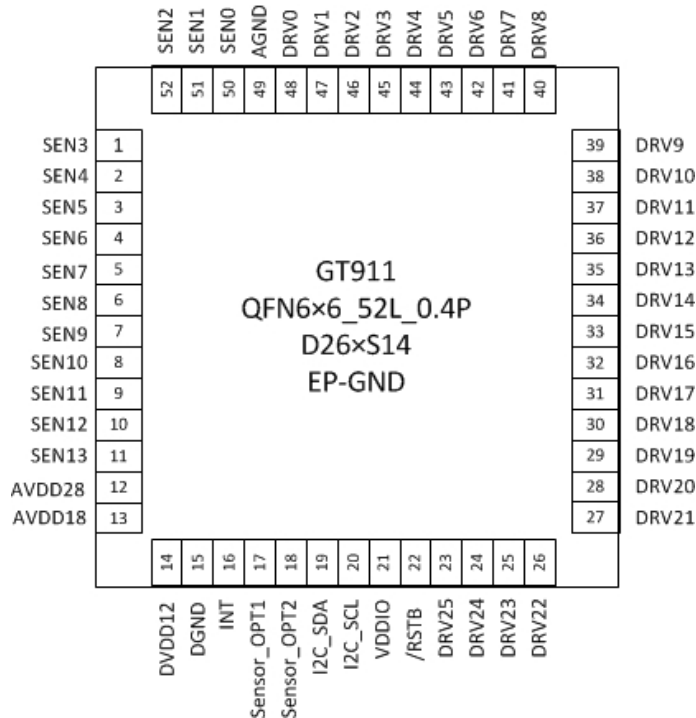 SEN2 SEN1 SEN0 AGND DRV0 DRV1 DRV2 DRV3 DRV4 DRV5 DRV6 DRV7 DRV8
52 51 50 49 48 47 46 45 44 43 42 41 40
SEN3 1 39 DRV9
SEN4 2 38 DRV10
SEN5 3 37 DRV11
SEN6 4 36 DRV12
SEN7 5 35 DRV13
SEN8 6 34 DRV14
SEN9 7 33 DRV15
SEN10 8 32 DRV16
SEN11 9 31 DRV17
SEN12 10 30 DRV18
SEN13 11 29 DRV19
AVDD28 12 28 DRV20
AVDD18 13 27 DRV21
GT911
QFN6×6_52L_0.4P
D26×S14
EP-GND
14 15 16 17 18 19 20 21 22 23 24 25 26
DVDD12 DGND INT Sensor_OPT1 Sensor_OPT2 I2C_SDA I2C_SCL VDDIO /RSTB DRV25 DRV24 DRV23 DRV22